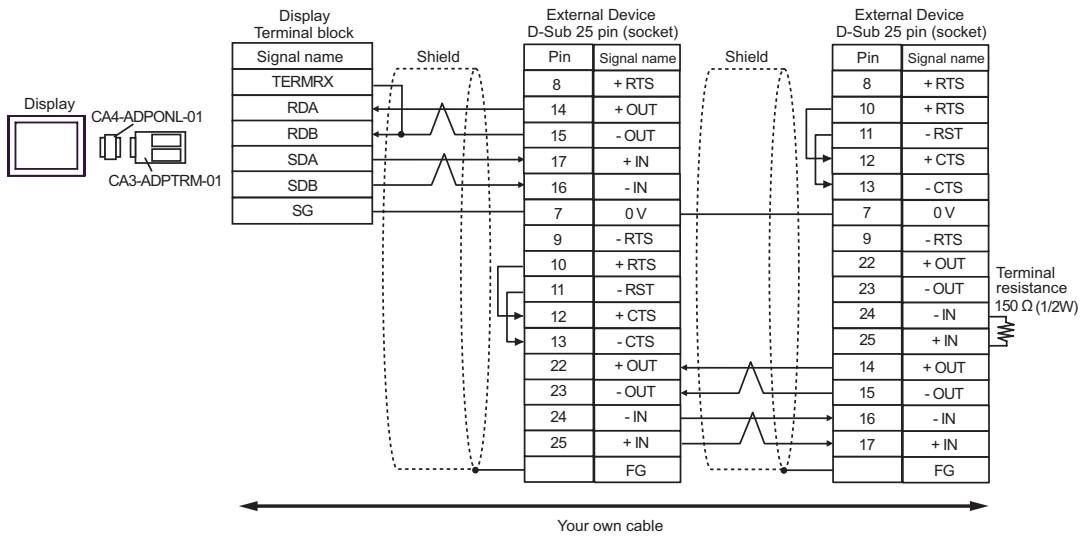 Display
Terminal block
External Device
D-Sub 25 pin (socket)
External Device
D-Sub 25 pin (socket)
Signal name Shield Pin Signal name Shield Pin Signal name
TERMRX 8 + RTS 8 + RTS
RDA 14 + OUT 10 + RTS
RDB 15 - OUT 11 - RST
SDA 17 + IN 12 + CTS
SDB 16 - IN 13 - CTS
SG 7 0 V 7 0 V
9 - RTS 9 - RTS
10 + RTS 22 + OUT
11 - RST 23 - OUT
12 + CTS 24 - IN
13 - CTS 25 + IN
22 + OUT 14 + OUT
23 - OUT 15 - OUT
24 - IN 16 - IN
25 + IN 17 + IN
FG FG
Display
CA4-ADPONL-01
CA3-ADPTRM-01
Terminal
resistance
150 Ω (1/2W)
Your own cable